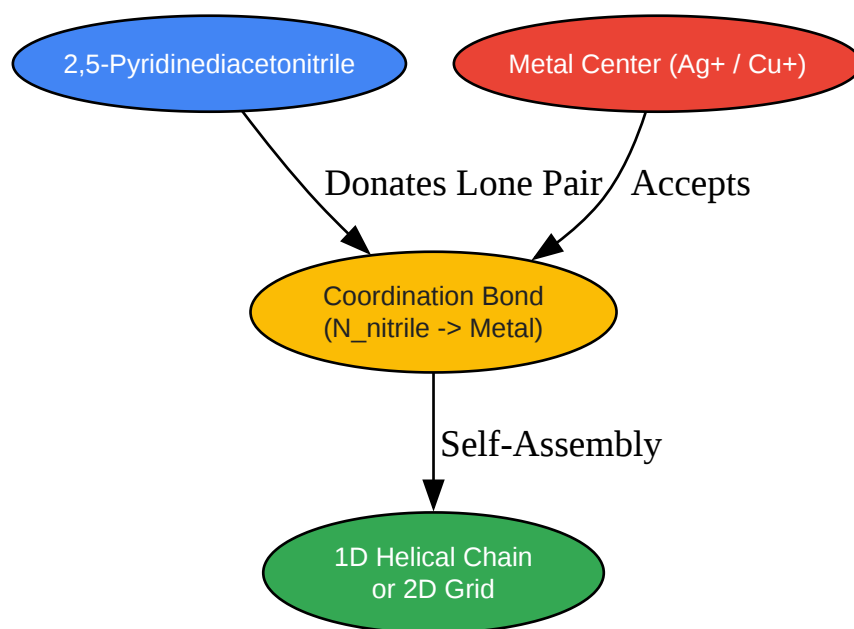 2,5-Pyridinediacetonitrile
Metal Center (Ag+ / Cu+)
Donates Lone Pair
Accepts
Coordination Bond
(N_nitrile -> Metal)
Self-Assembly
1D Helical Chain
or 2D Grid